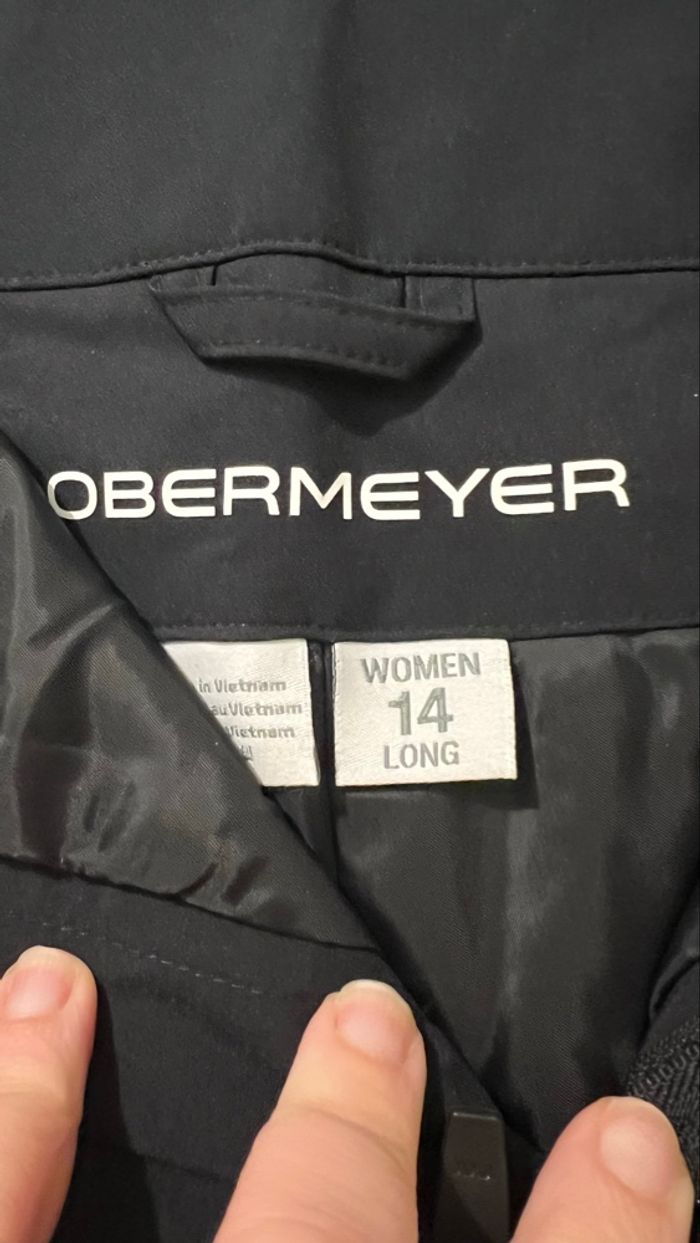 OBERMEYER
in Vietnam
au Vietnam
Vietnam
WOMEN
14
LONG